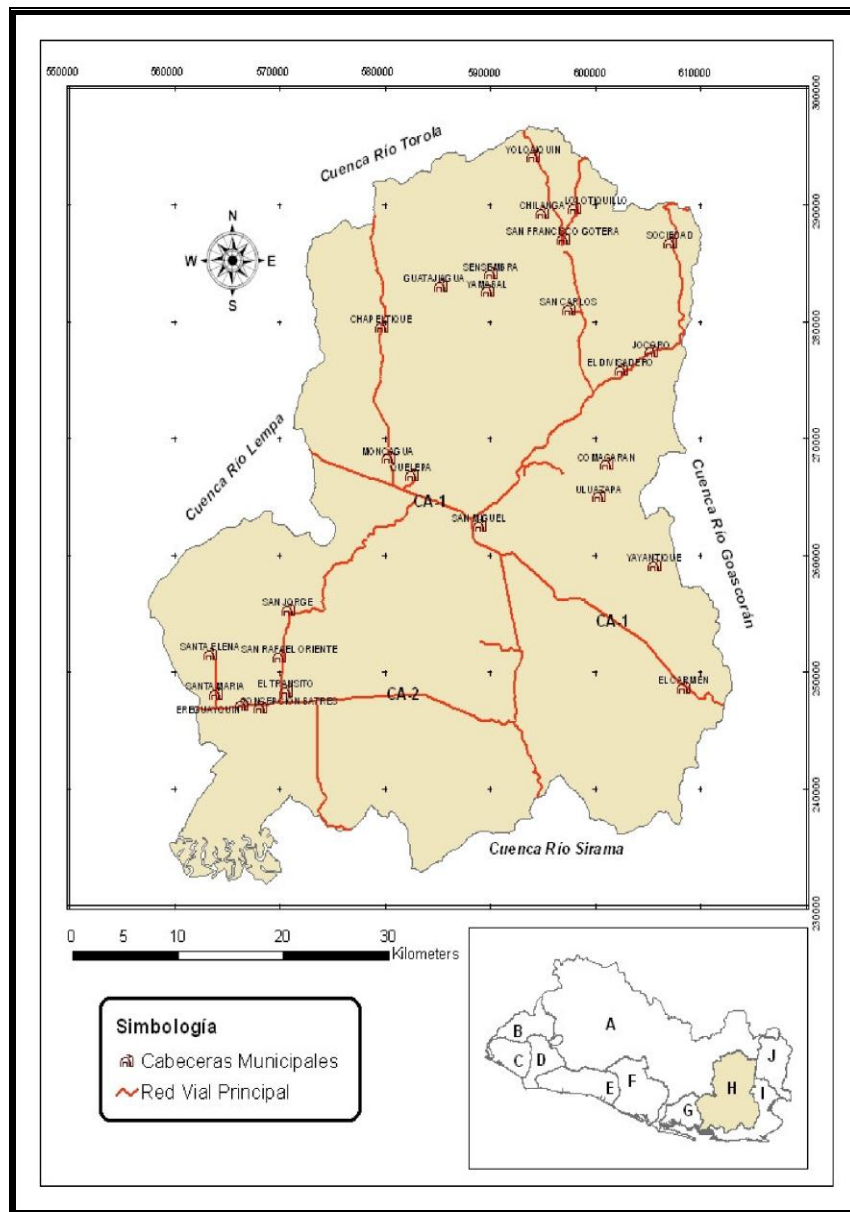 550000 560000 570000 580000 590000 600000 610000
300000
290000
280000
270000
260000
250000
240000
230000
Cuenca Río Torola
N
W E
S
YOLOAIQUIN
CHILANGA
LOLOTIQUILLO
SAN FRANCISCO GOTERA
SOCIEDAD
SENSEMBRA
GUATAJIAGUA
YAMABAL
SAN CARLOS
CHAPELTIQUE
JOCORO
EL DIVISADERO
Cuenca Río Lempa
MONCAGUA
QUELEPA
COMACARAN
ULUAZAPA
CA-1
SAN MIGUEL
Cuenca Río Goascorán
YAYANTIQUE
SAN JORGE
CA-1
SANTA ELENA
SAN RAFAEL ORIENTE
SANTA MARIA
EL TRANSITO
EL CARMEN
CA-2
CONCEPCION BATRES
EREGUAYQUIN
Cuenca Río Sirama
0 5 10 20 30
Kilometers
Simbología
Cabeceras Municipales
Red Vial Principal
A
B
C
D
E
F
G
H
I
J